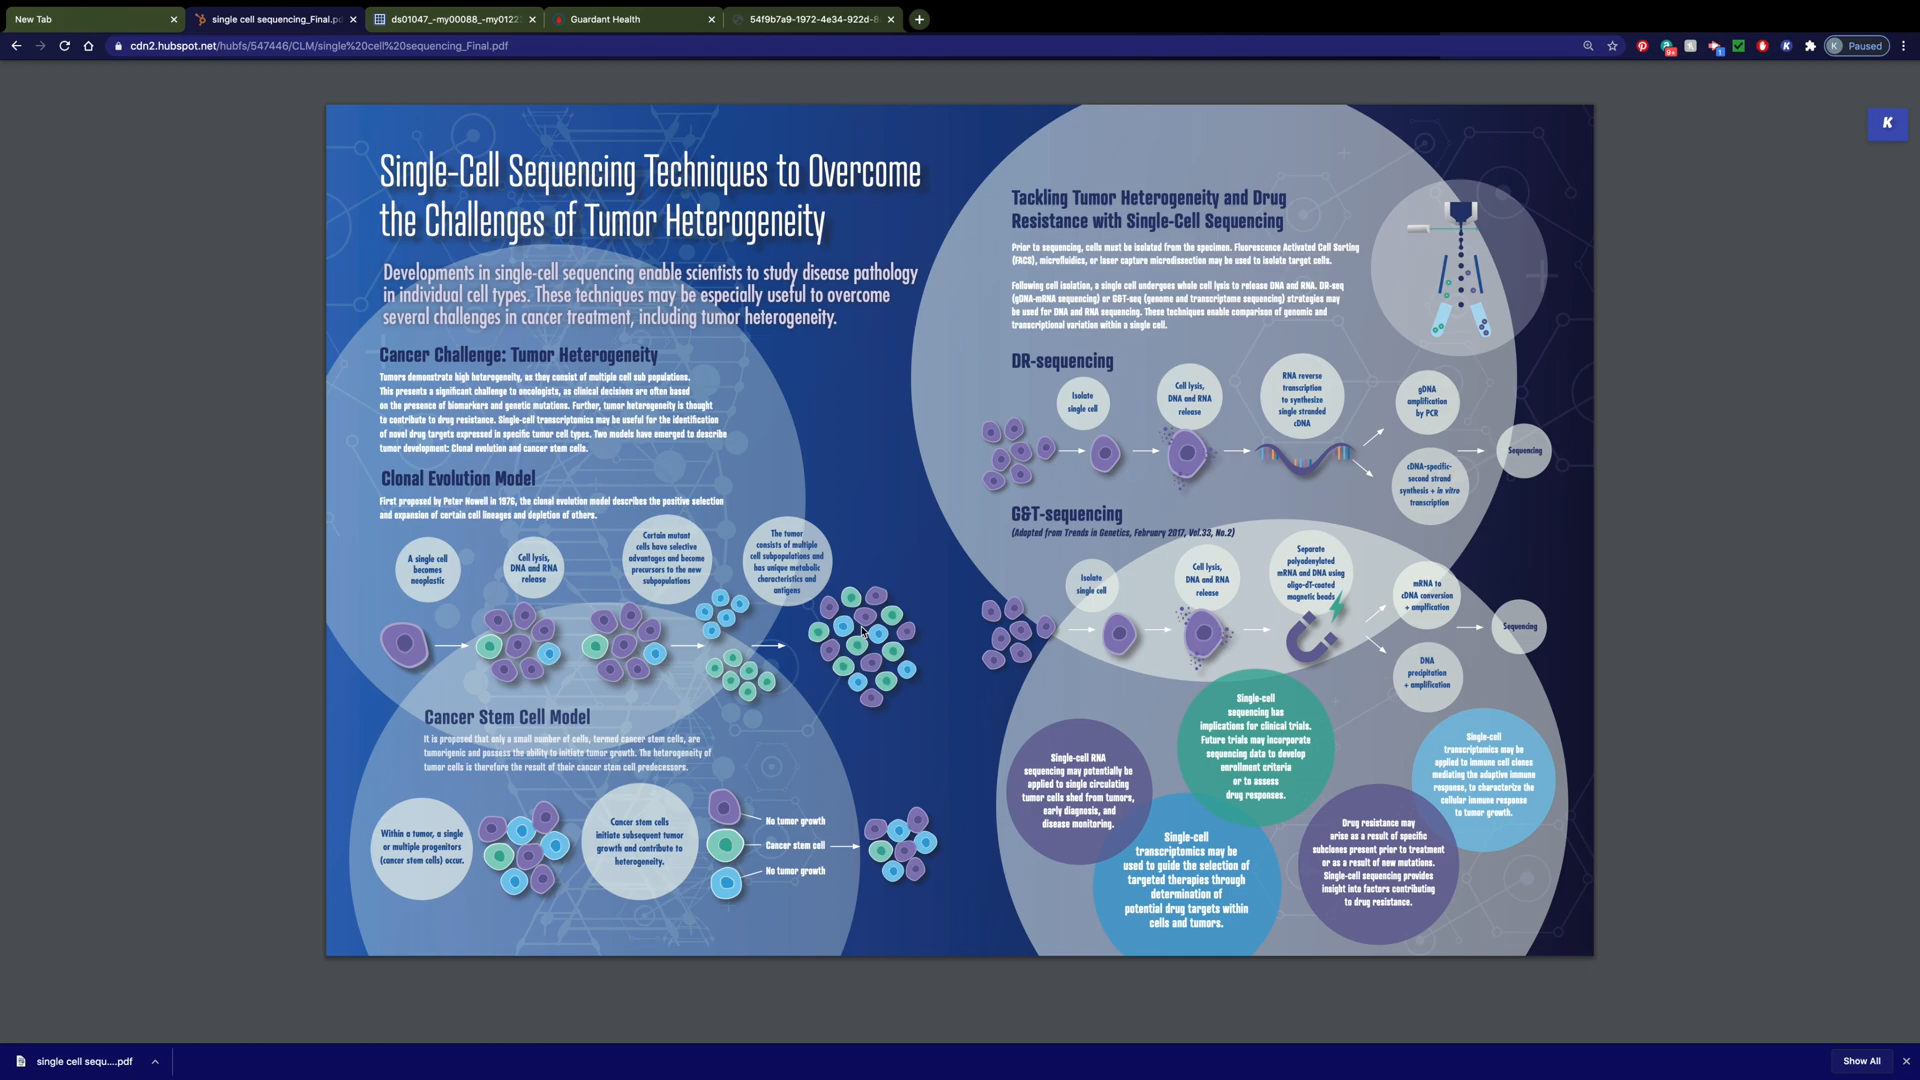 New Tab
single cell sequencing_Final.pd
ds01047_-my00088_-my0122
Guardant Health
54f9b7a9-1972-4e34-922d-8
cdn2.hubspot.net/hubfs/547446/CLM/single%20cell%20sequencing_Final.pdf
9+
1
K
K
Paused
K
Single-Cell Sequencing Techniques to Overcome
the Challenges of Tumor Heterogeneity
Developments in single-cell sequencing enable scientists to study disease pathology
in individual cell types. These techniques may be especially useful to overcome
several challenges in cancer treatment, including tumor heterogeneity.
Cancer Challenge: Tumor Heterogeneity
Tumors demonstrate high heterogeneity, as they consist of multiple cell sub populations.
This presents a significant challenge to oncologists, as clinical decisions are often based
on the presence of biomarkers and genetic mutations. Further, tumor heterogeneity is thought
to contribute to drug resistance. Single-cell transcriptomics may be useful for the identification
of novel drug targets expressed in specific tumor cell types. Two models have emerged to describe
tumor development: Clonal evolution and cancer stem cells.
Clonal Evolution Model
First proposed by Peter Nowell in 1976, the clonal evolution model describes the positive selection
and expansion of certain cell lineages and depletion of others.
A single cell
becomes
neoplastic
Cell lysis,
DNA and RNA
release
Certain mutant
cells have selective
advantages and become
precursors to the new
subpopulations
The tumor
consists of multiple
cell subpopulations and
has unique metabolic
characteristics and
antigens
Cancer Stem Cell Model
It is proposed that only a small number of cells, termed cancer stem cells, are
tumorigenic and possess the ability to initiate tumor growth. The heterogeneity of
tumor cells is therefore the result of their cancer stem cell predecessors.
Within a tumor, a single
or multiple progenitors
(cancer stem cells) occur.
Cancer stem cells
initiate subsequent tumor
growth and contribute to
heterogeneity.
No tumor growth
Cancer stem cell
No tumor growth
Tackling Tumor Heterogeneity and Drug
Resistance with Single-Cell Sequencing
Prior to sequencing, cells must be isolated from the specimen. Fluorescence Activated Cell Sorting
(FACS), microfluidics, or laser capture microdissection may be used to isolate target cells.
Following cell isolation, a single cell undergoes whole cell lysis to release DNA and RNA. DR-seq
(gDNA-mRNA sequencing) or G&T-seq (genome and transcriptome sequencing) strategies may
be used for DNA and RNA sequencing. These techniques enable comparison of genomic and
transcriptional variation within a single cell.
DR-sequencing
Isolate
single cell
Cell lysis,
DNA and RNA
release
RNA reverse
transcription
to synthesize
single stranded
cDNA
gDNA
amplification
by PCR
cDNA-specific-
second strand
synthesis + in vitro
transcription
Sequencing
G&T-sequencing
(Adapted from Trends in Genetics, February 2017, Vol.33, No.2)
Isolate
single cell
Cell lysis,
DNA and RNA
release
Separate
polyadenylated
mRNA and DNA using
oligo-dT-coated
magnetic beads
mRNA to
cDNA conversion
+ amplification
DNA
precipitation
+ amplification
Sequencing
Single-cell RNA
sequencing may potentially be
applied to single circulating
tumor cells shed from tumors,
early diagnosis, and
disease monitoring.
Single-cell
sequencing has
implications for clinical trials.
Future trials may incorporate
sequencing data to develop
enrollment criteria
or to assess
drug responses.
Single-cell
transcriptomics may be
used to guide the selection of
targeted therapies through
determination of
potential drug targets within
cells and tumors.
Drug resistance may
arise as a result of specific
subclones present prior to treatment
or as a result of new mutations.
Single-cell sequencing provides
insight into factors contributing
to drug resistance.
Single-cell
transcriptomics may be
applied to immune cell clones
mediating the adaptive immune
response, to characterize the
cellular immune response
to tumor growth.
single cell sequ....pdf
Show All